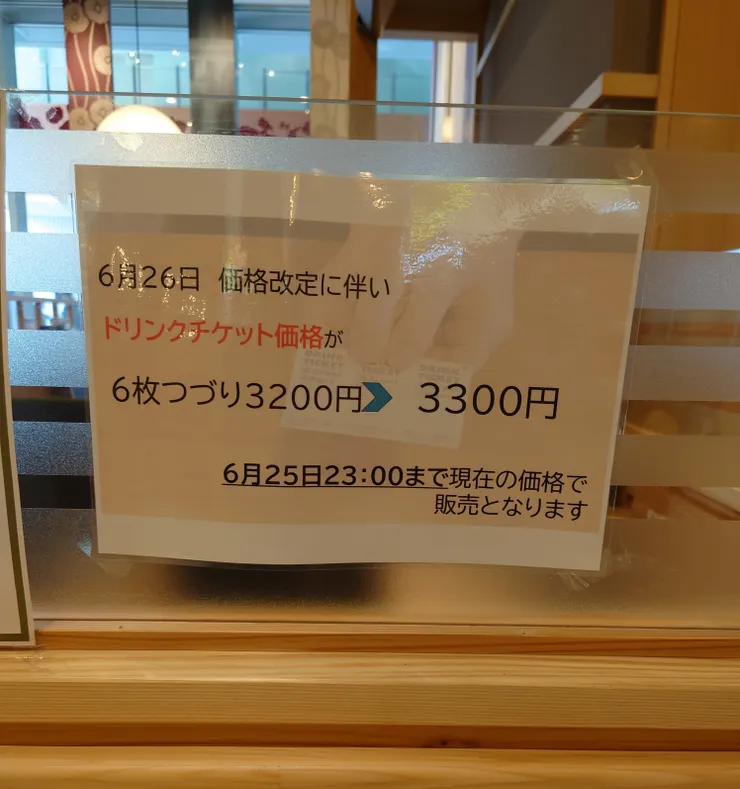 6月26日 価格改定に伴い
ドリンクチケット価格が
6枚つづり3200円 3300円
6月25日23:00まで現在の価格で
販売となります